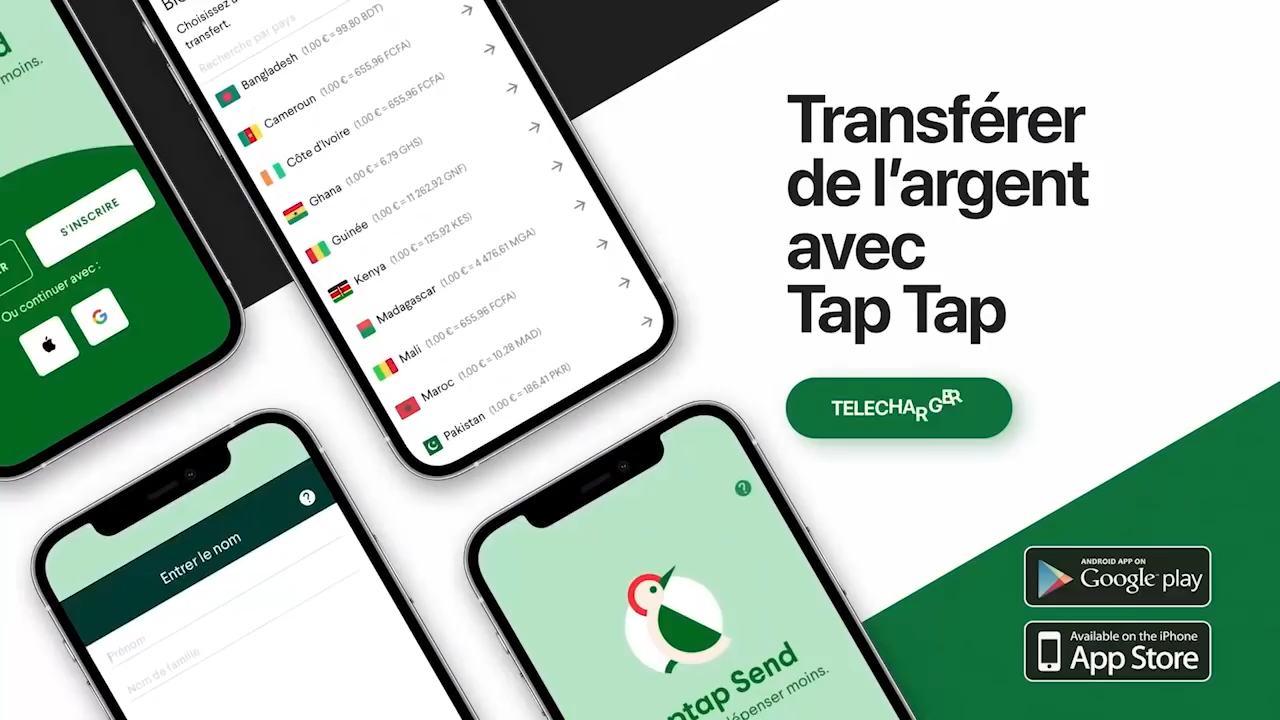 moins.
S'INSCRIRE
Ou continuer avec :
Choisissez
transfert.
Recherche par pays
Bangladesh (1,00 € = 99,80 BDT)
Cameroun (1,00 € = 655,96 FCFA)
Côte d'Ivoire (1,00 € = 655,96 FCFA)
Ghana (1,00 € = 6,79 GHS)
Guinée (1,00 € = 11 262,92 GNF)
Kenya (1,00 € = 125,92 KES)
Madagascar (1,00 € = 4 476,61 MGA)
Mali (1,00 € = 655,96 FCFA)
Maroc (1,00 € = 10,28 MAD)
Pakistan (1,00 € = 186,41 PKR)
Transférer
de l'argent
avec
Tap Tap
TELECHARGER
?
Entrer le nom
Prénom
Nom de famille
?
ptap Send
dépenser moins.
ANDROID APP ON
Google play
Available on the iPhone
App Store